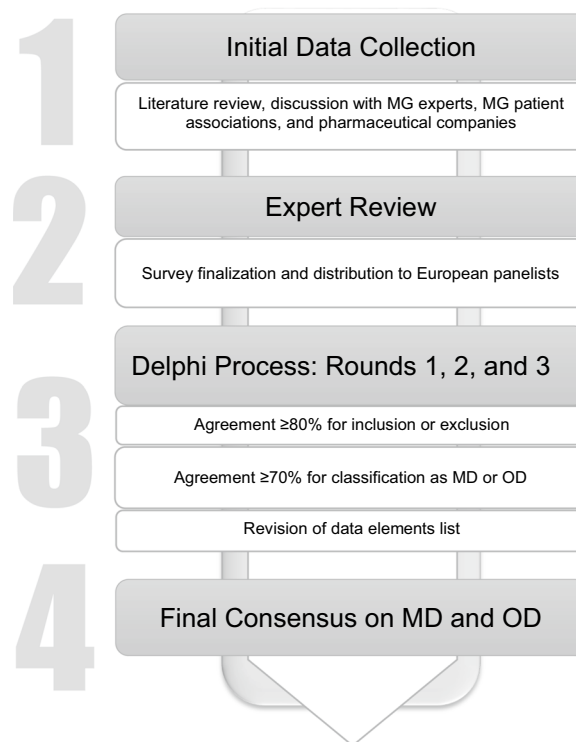 1
Initial Data Collection
Literature review, discussion with MG experts, MG patient
associations, and pharmaceutical companies
2
Expert Review
Survey finalization and distribution to European panelists
3
Delphi Process: Rounds 1, 2, and 3
Agreement ≥80% for inclusion or exclusion
Agreement ≥70% for classification as MD or OD
Revision of data elements list
4
Final Consensus on MD and OD